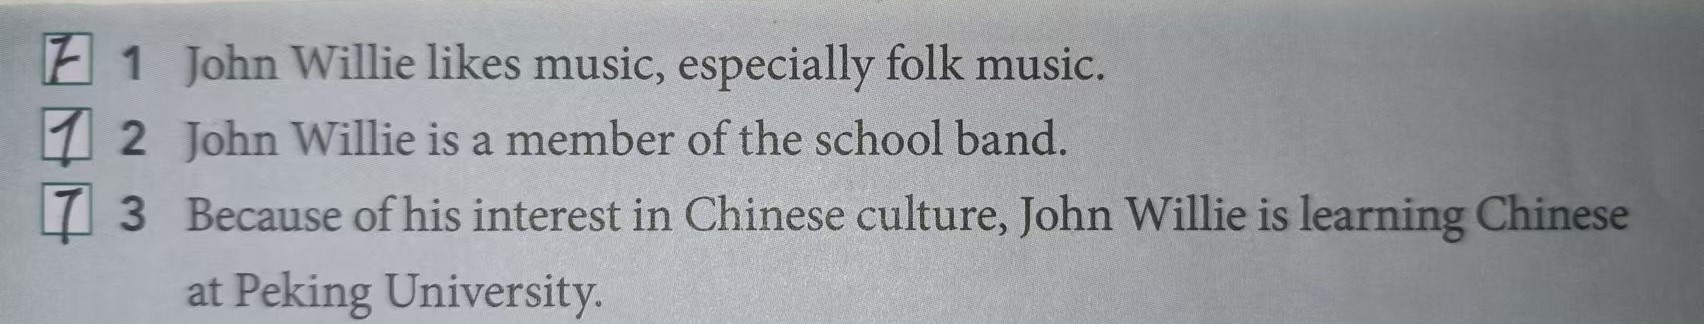 F 1 John Willie likes music, especially folk music.
T 2 John Willie is a member of the school band.
T 3 Because of his interest in Chinese culture, John Willie is learning Chinese
at Peking University.